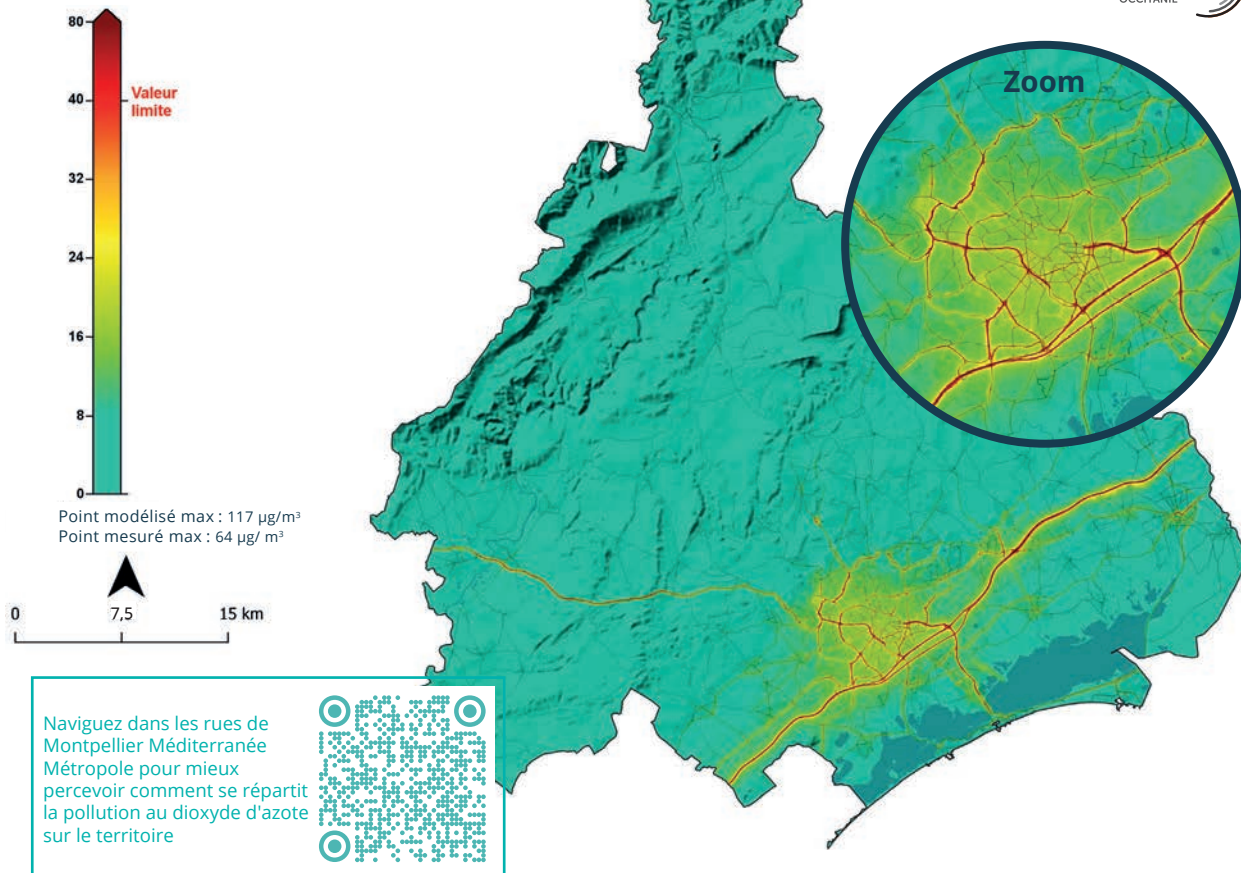 OCCITANIE
80
40
Valeur
limite
32
24
16
8
0
Point modélisé max : 117 µg/m³
Point mesuré max : 64 µg/ m³
0
7,5
15 km
Zoom
Naviguez dans les rues de
Montpellier Méditerranée
Métropole pour mieux
percevoir comment se répartit
la pollution au dioxyde d'azote
sur le territoire